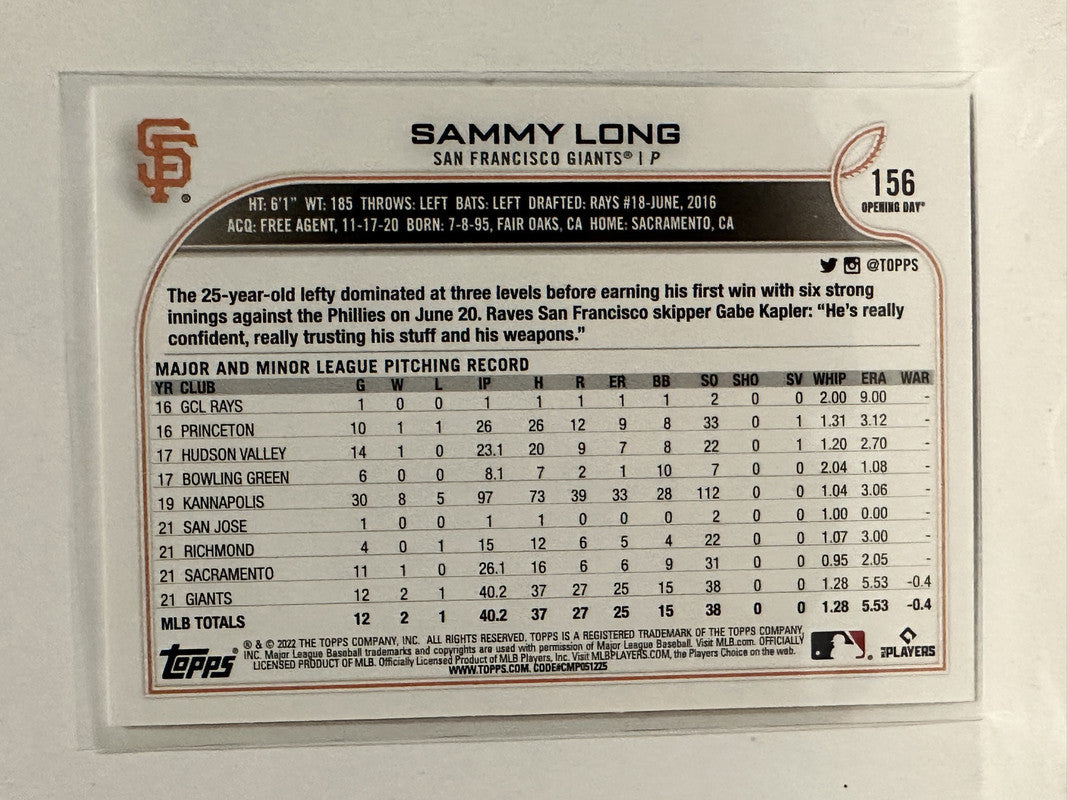 SF®
SAMMY LONG
SAN FRANCISCO GIANTS® | P
156
OPENING DAY®
HT: 6'1" WT: 185 THROWS: LEFT BATS: LEFT DRAFTED: RAYS #18-JUNE, 2016
ACQ: FREE AGENT, 11-17-20 BORN: 7-8-95, FAIR OAKS, CA HOME: SACRAMENTO, CA
@TOPPS
The 25-year-old lefty dominated at three levels before earning his first win with six strong
innings against the Phillies on June 20. Raves San Francisco skipper Gabe Kapler: “He's really
confident, really trusting his stuff and his weapons.”
MAJOR AND MINOR LEAGUE PITCHING RECORD
YR CLUB G W L IP H R ER BB SO SHO SV WHIP ERA WAR
16 GCL RAYS 1 0 0 1 1 1 1 1 2 0 0 2.00 9.00 -
16 PRINCETON 10 1 1 26 26 12 9 8 33 0 1 1.31 3.12 -
17 HUDSON VALLEY 14 1 0 23.1 20 9 7 8 22 0 1 1.20 2.70 -
17 BOWLING GREEN 6 0 0 8.1 7 2 1 10 7 0 0 2.04 1.08 -
19 KANNAPOLIS 30 8 5 97 73 39 33 28 112 0 0 1.04 3.06 -
21 SAN JOSE 1 0 0 1 1 0 0 0 2 0 0 1.00 0.00 -
21 RICHMOND 4 0 1 15 12 6 5 4 22 0 0 1.07 3.00 -
21 SACRAMENTO 11 1 0 26.1 16 6 6 9 31 0 0 0.95 2.05 -
21 GIANTS 12 2 1 40.2 37 27 25 15 38 0 0 1.28 5.53 -0.4
MLB TOTALS 12 2 1 40.2 37 27 25 15 38 0 0 1.28 5.53 -0.4
topps®
® & © 2022 THE TOPPS COMPANY, INC. ALL RIGHTS RESERVED. TOPPS IS A REGISTERED TRADEMARK OF THE TOPPS COMPANY,
INC. Major League Baseball trademarks and copyrights are used with permission of Major League Baseball. Visit MLB.com. OFFICIALLY
LICENSED PRODUCT OF MLB. Officially Licensed Product of MLB Players, Inc. Visit MLBPLAYERS.COM, the Players Choice on the web.
WWW.TOPPS.COM. CODE#CMP051225
MLB PLAYERS